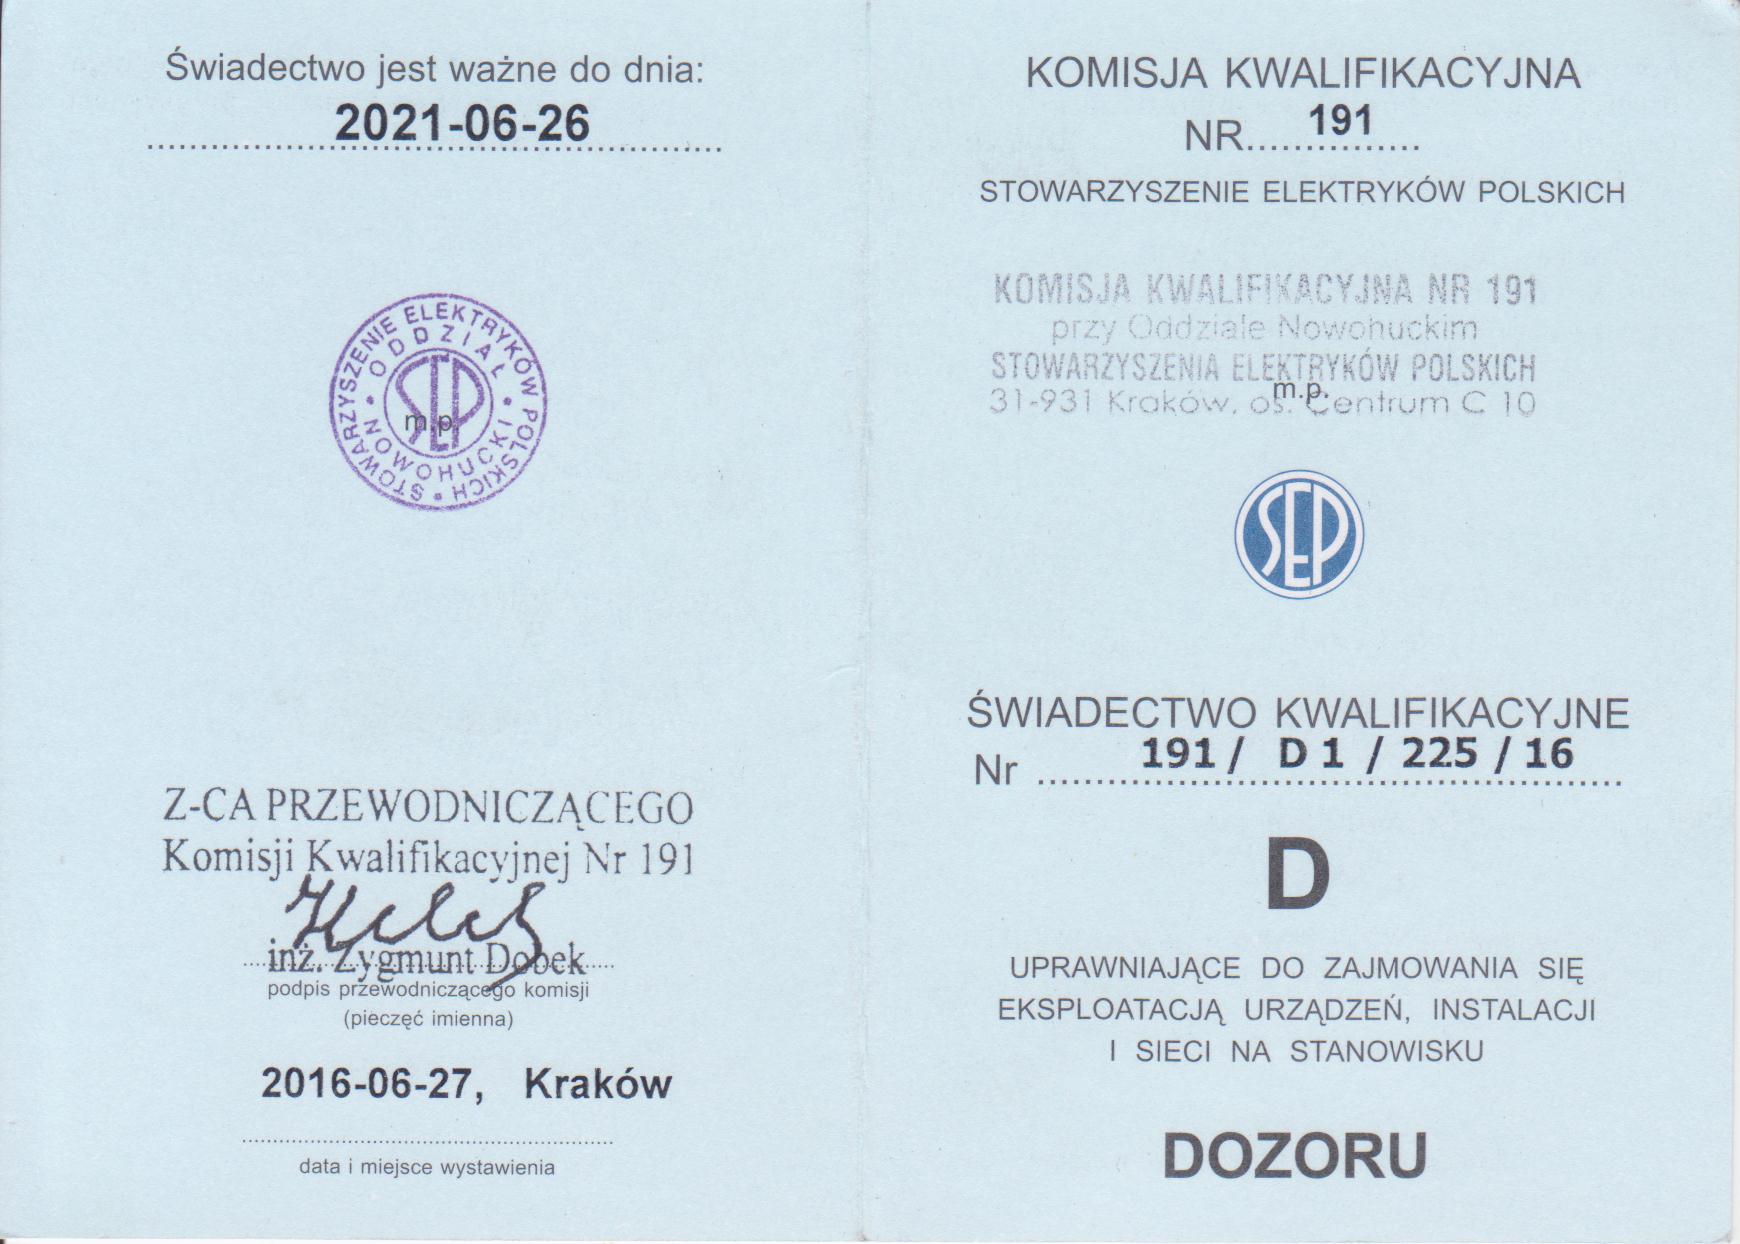 Świadectwo jest ważne do dnia:
2021-06-26
STOWARZYSZENIE ELEKTRYKÓW POLSKICH
ODDZIAŁ
NOWOHUCKI
SEP
m.p.
Z-CA PRZEWODNICZĄCEGO
Komisji Kwalifikacyjnej Nr 191
inż. Zygmunt Dobek
podpis przewodniczącego komisji
(pieczęć imienna)
2016-06-27, Kraków
data i miejsce wystawienia
KOMISJA KWALIFIKACYJNA
NR...............191
STOWARZYSZENIE ELEKTRYKÓW POLSKICH
KOMISJA KWALIFIKACYJNA NR 191
przy Oddziale Nowohuckim
STOWARZYSZENIA ELEKTRYKÓW POLSKICH
m.p.
31-931 Kraków, os. Centrum C 10
SEP
ŚWIADECTWO KWALIFIKACYJNE
Nr 191 / D 1 / 225 / 16
D
UPRAWNIAJĄCE DO ZAJMOWANIA SIĘ
EKSPLOATACJĄ URZĄDZEŃ, INSTALACJI
I SIECI NA STANOWISKU
DOZORU